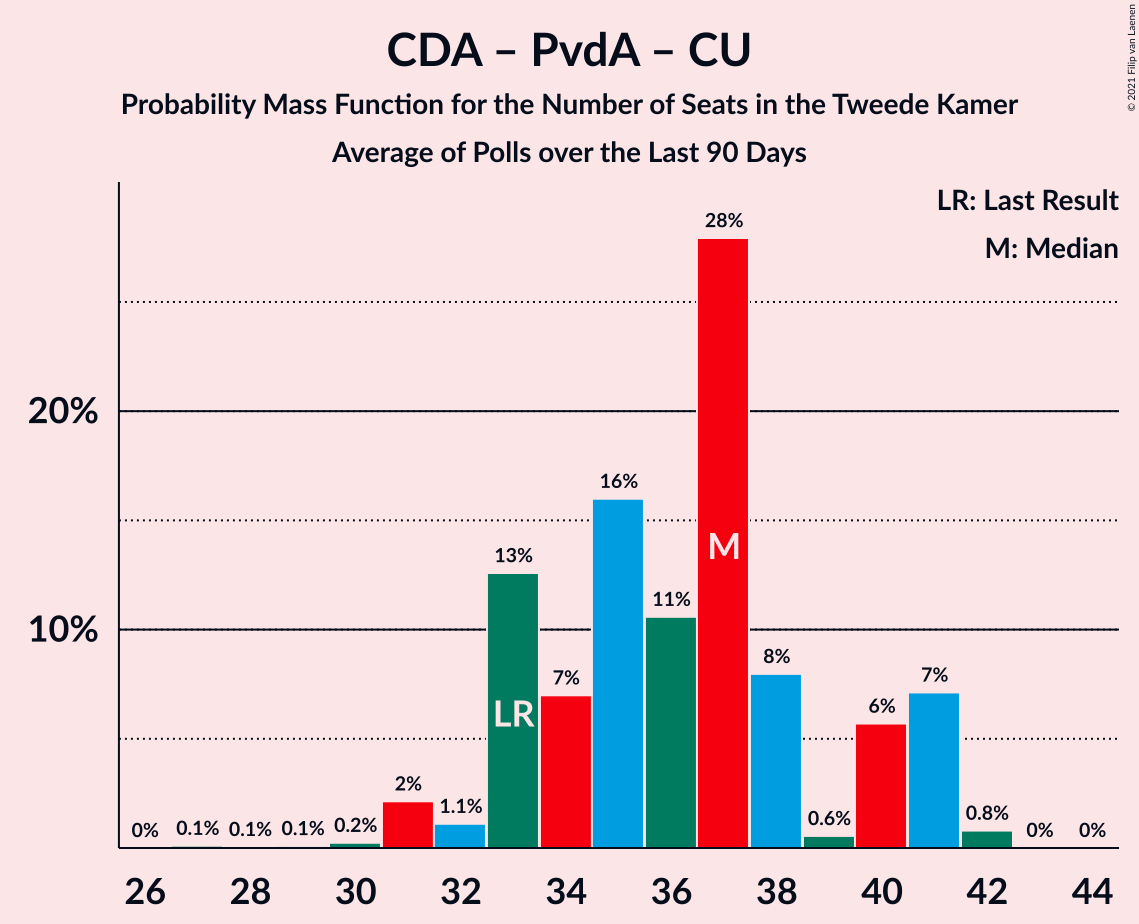 CDA – PvdA – CU
Probability Mass Function for the Number of Seats in the Tweede Kamer
Average of Polls over the Last 90 Days
© 2021 Filip van Laenen
LR: Last Result
M: Median
20%
10%
0%
0.1%
0.1%
0.1%
0.2%
2%
1.1%
13%
7%
16%
11%
28%
8%
0.6%
6%
7%
0.8%
0%
0%
LR
M
26 28 30 32 34 36 38 40 42 44